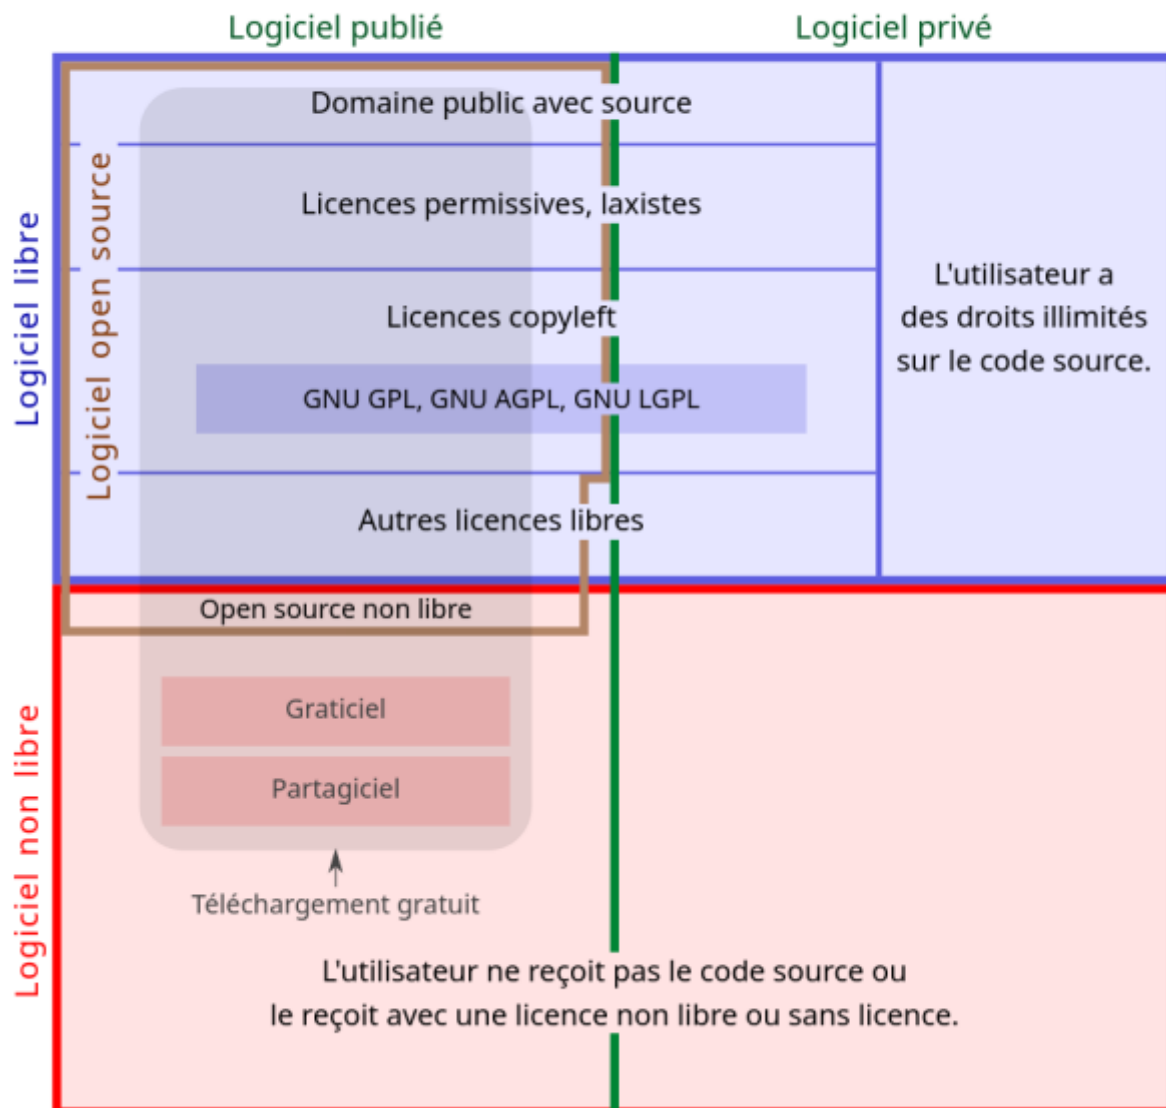 Logiciel publié
Logiciel privé
Logiciel libre
Logiciel open source
Domaine public avec source
Licences permissives, laxistes
Licences copyleft
GNU GPL, GNU AGPL, GNU LGPL
Autres licences libres
L'utilisateur a
des droits illimités
sur le code source.
Logiciel non libre
Open source non libre
Graticiel
Partagiciel
Téléchargement gratuit
L'utilisateur ne reçoit pas le code source ou
le reçoit avec une licence non libre ou sans licence.